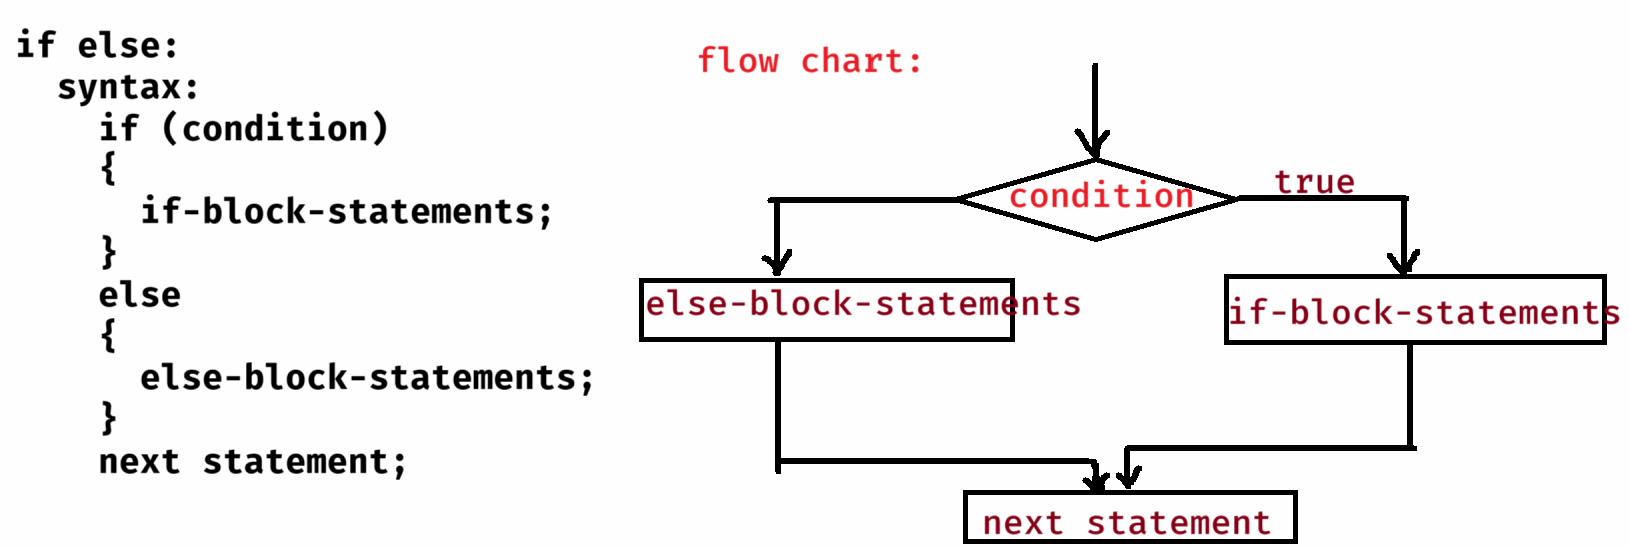 if else:
syntax:
if (condition)
{
if-block-statements;
}
else
{
else-block-statements;
}
next statement;
flow chart:
condition
true
else-block-statements
if-block-statements
next statement